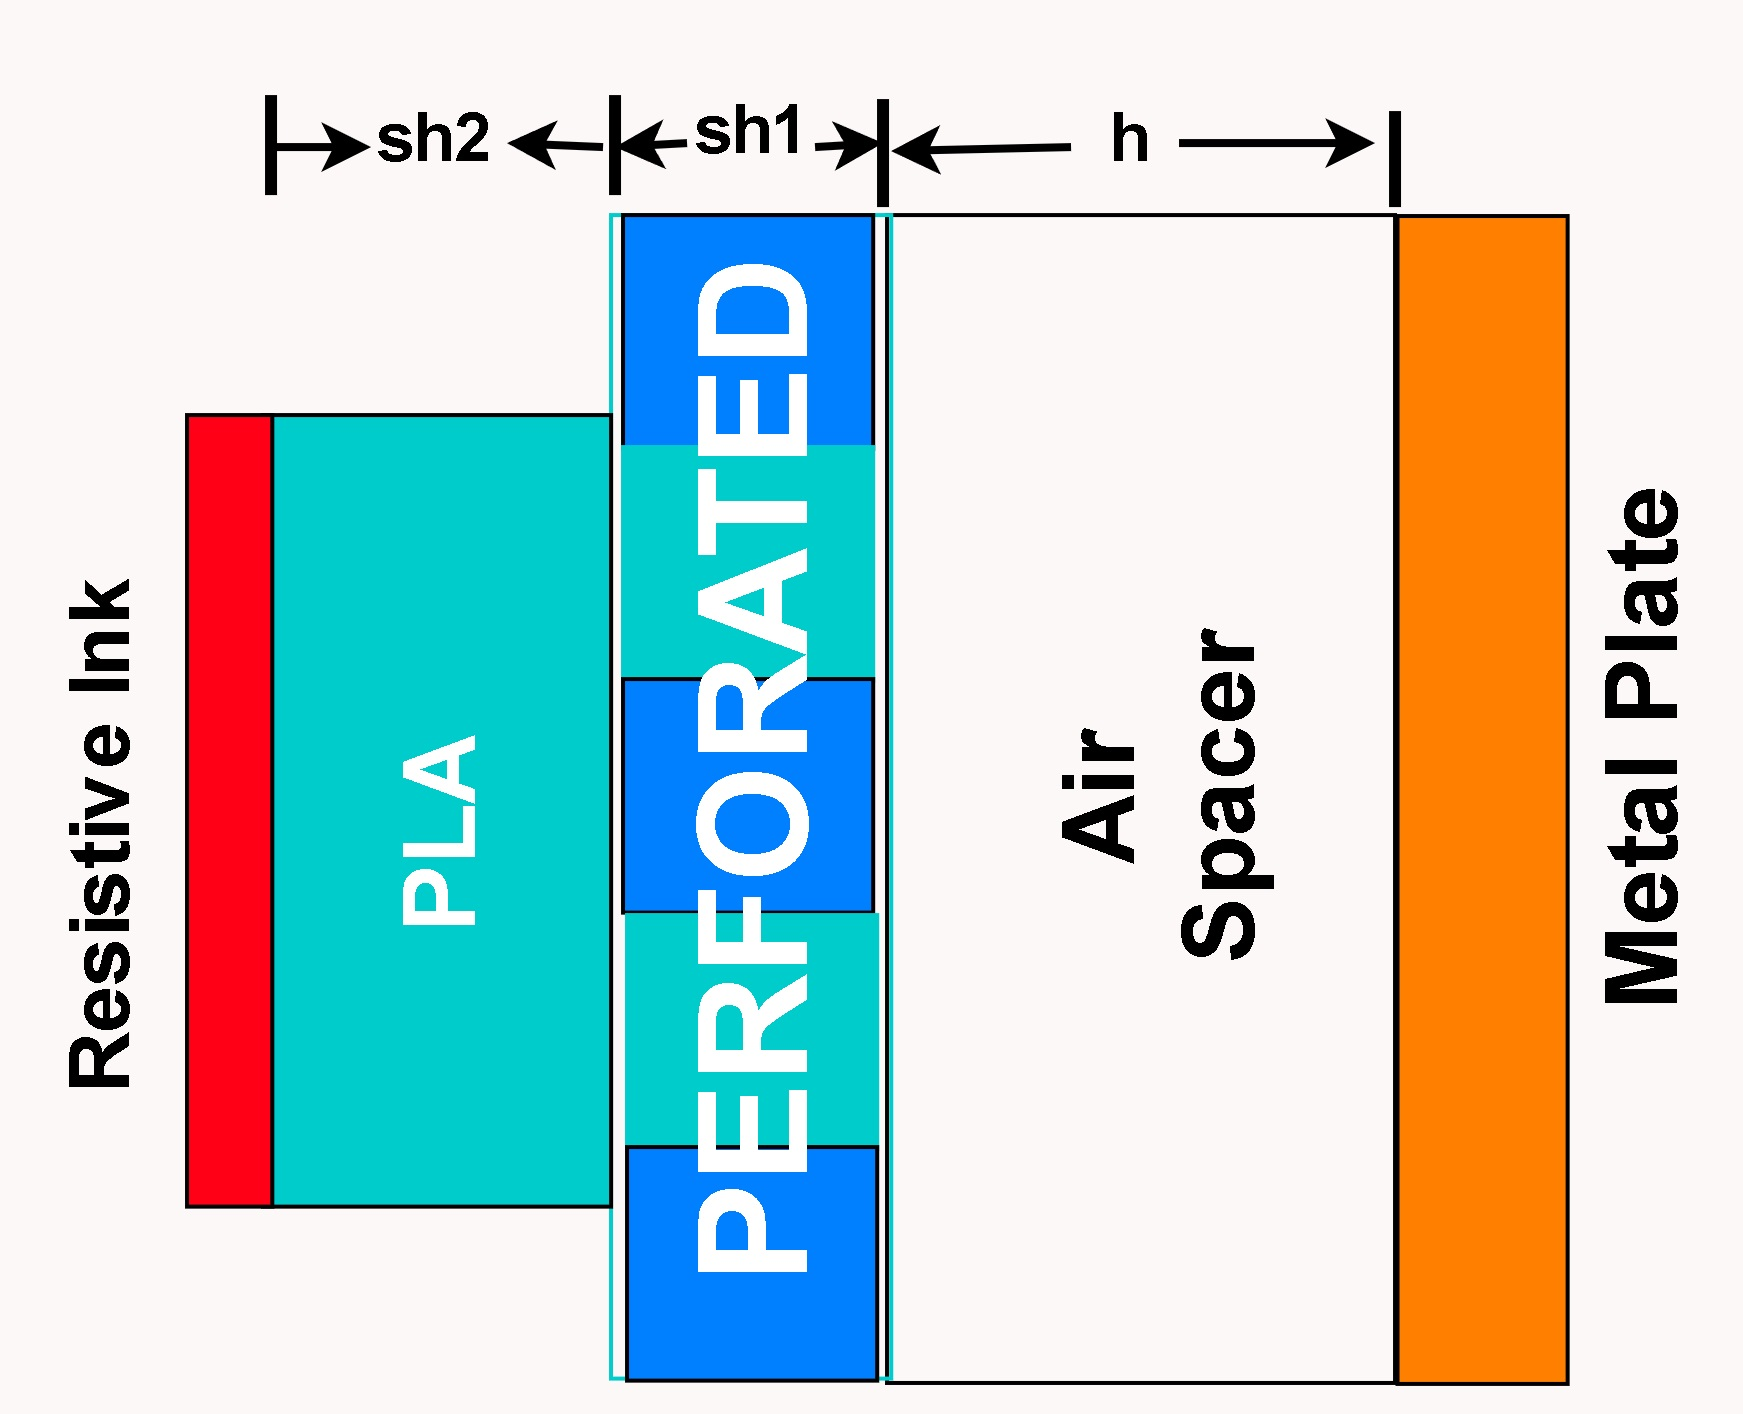 sh2
sh1
h
Resistive Ink
PLA
PERFORATED
Air
Spacer
Metal Plate